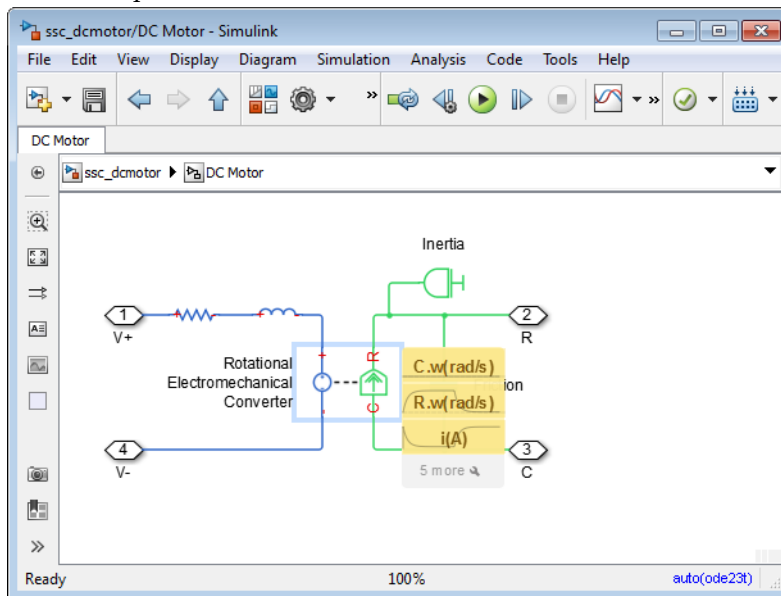 ssc_dcmotor/DC Motor - Simulink
File Edit View Display Diagram Simulation Analysis Code Tools Help
» »
DC Motor
ssc_dcmotor DC Motor
Inertia
1
V+
2
R
Rotational
Electromechanical
Converter
+ R
- C
C.w(rad/s)
R.w(rad/s)
ion
i(A)
5 more
4
V-
3
C
»
Ready 100% auto(ode23t)